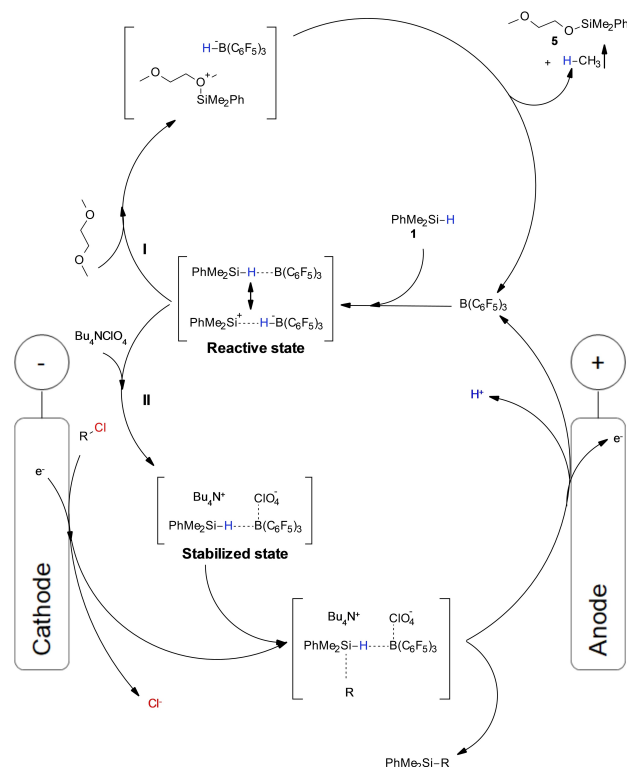 O
O
SiMe2Ph
5
+ H-CH3
H-B(C6F5)3
-
O
O
+
SiMe2Ph
O
O
I
PhMe2Si-H
1
PhMe2Si-H---B(C6F5)3
PhMe2Si+---H-B(C6F5)3
-
Reactive state
B(C6F5)3
Bu4NClO4
II
-
+
H+
R-Cl
e-
e-
Bu4N+ ClO4-
PhMe2Si-H---B(C6F5)3
Stabilized state
Cathode
Anode
Bu4N+ ClO4-
PhMe2Si-H---B(C6F5)3
R
Cl-
PhMe2Si-R